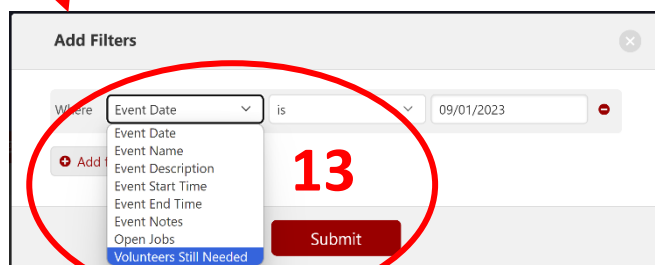 Add Filters
Where Event Date is 09/01/2023
Event Date
Event Name
Add f Event Description
Event Start Time
Event End Time
Event Notes
Open Jobs
Volunteers Still Needed
13
Submit